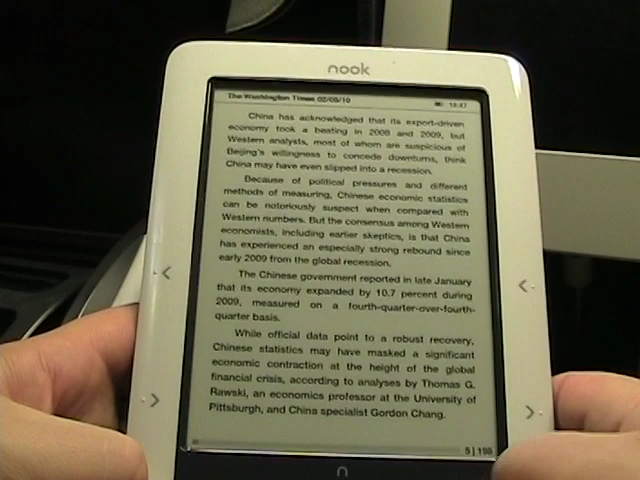 nook
The Washington Times 02/09/10
14:47
China has acknowledged that its export-driven
economy took a beating in 2008 and 2009, but
Western analysts, most of whom are suspicious of
Beijing's willingness to concede downturns, think
China may have even slipped into a recession.
Because of political pressures and different
methods of measuring, Chinese economic statistics
can be notoriously suspect when compared with
Western numbers. But the consensus among Western
economists, including earlier skeptics, is that China
has experienced an especially strong rebound since
early 2009 from the global recession.
The Chinese government reported in late January
that its economy expanded by 10.7 percent during
2009, measured on a fourth-quarter-over-fourth-
quarter basis.
While official data point to a robust recovery,
Chinese statistics may have masked a significant
economic contraction at the height of the global
financial crisis, according to analyses by Thomas G.
Rawski, an economics professor at the University of
Pittsburgh, and China specialist Gordon Chang.
5 | 198